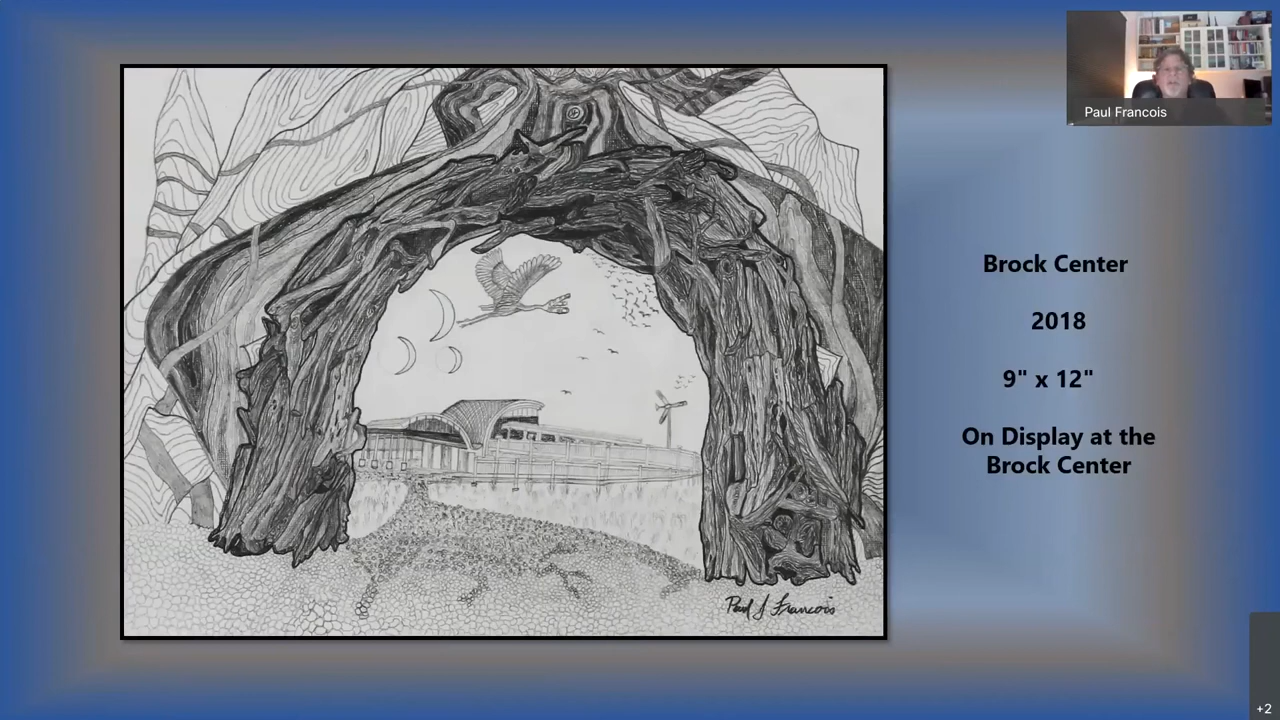 Paul Francois
Brock Center
2018
9" x 12"
On Display at the
Brock Center
Paul J Francois
+2